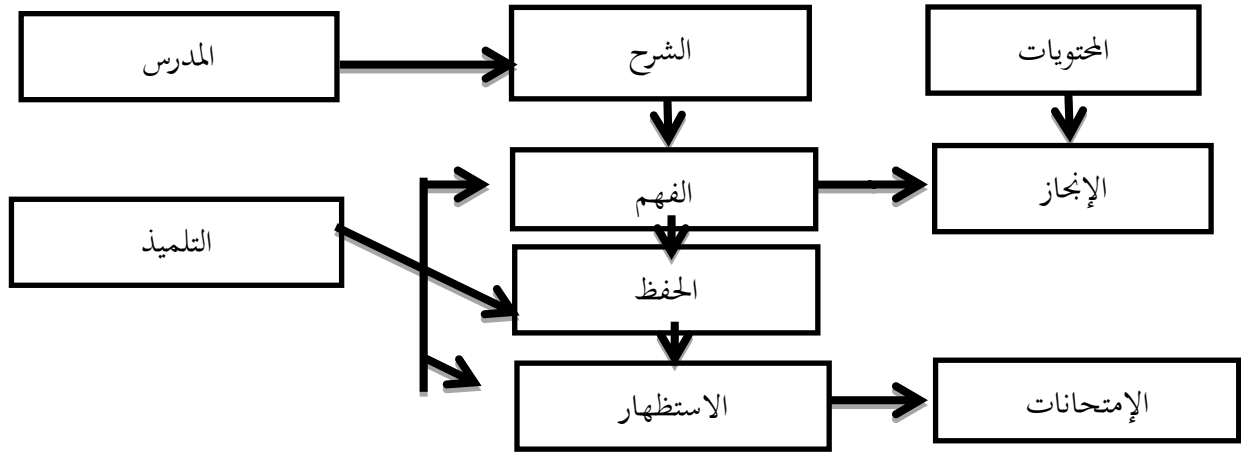 المدرس
الشرح
المحتويات
الفهم
الإنجاز
التلميذ
الحفظ
الاستظهار
الإمتحانات